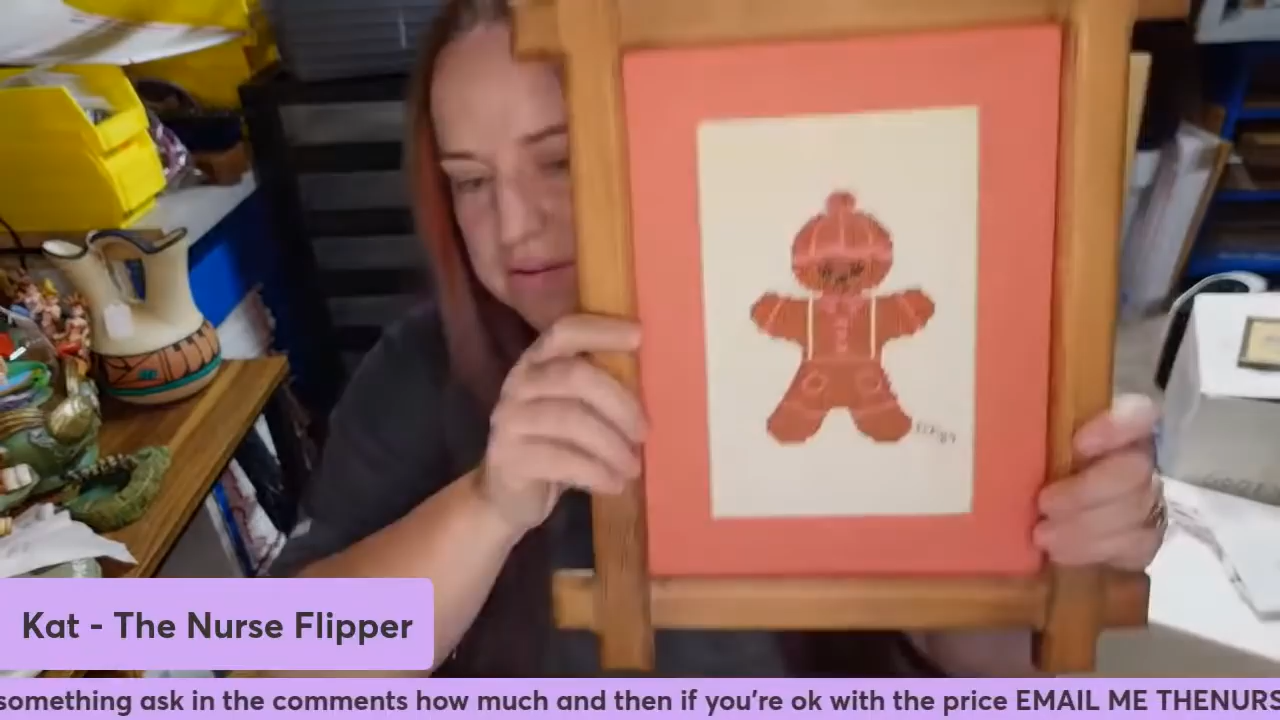 Kat - The Nurse Flipper
something ask in the comments how much and then if you're ok with the price EMAIL ME THENURS